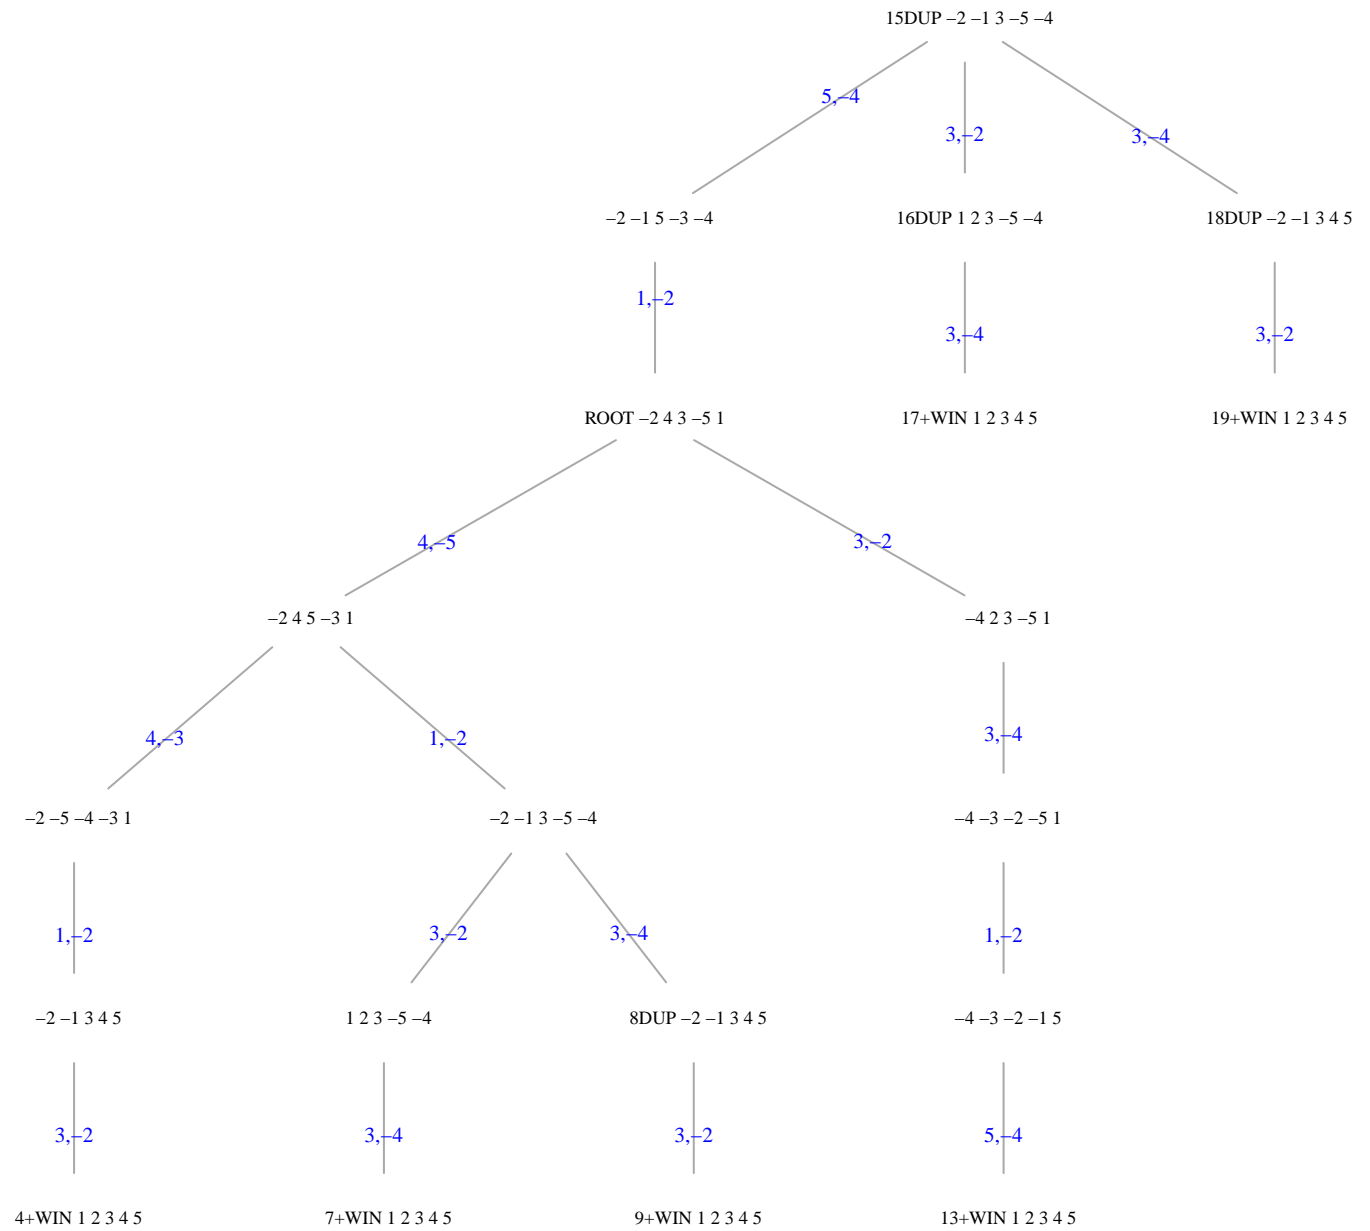 15DUP –2 –1 3 –5 –4
5,–4
3,–2
3,–4
–2 –1 5 –3 –4
16DUP 1 2 3 –5 –4
18DUP –2 –1 3 4 5
1,–2
3,–4
3,–2
ROOT –2 4 3 –5 1
17+WIN 1 2 3 4 5
19+WIN 1 2 3 4 5
4,–5
3,–2
–2 4 5 –3 1
–4 2 3 –5 1
4,–3
1,–2
3,–4
–2 –5 –4 –3 1
–2 –1 3 –5 –4
–4 –3 –2 –5 1
1,–2
3,–2
3,–4
1,–2
–2 –1 3 4 5
1 2 3 –5 –4
8DUP –2 –1 3 4 5
–4 –3 –2 –1 5
3,–2
3,–4
3,–2
5,–4
4+WIN 1 2 3 4 5
7+WIN 1 2 3 4 5
9+WIN 1 2 3 4 5
13+WIN 1 2 3 4 5